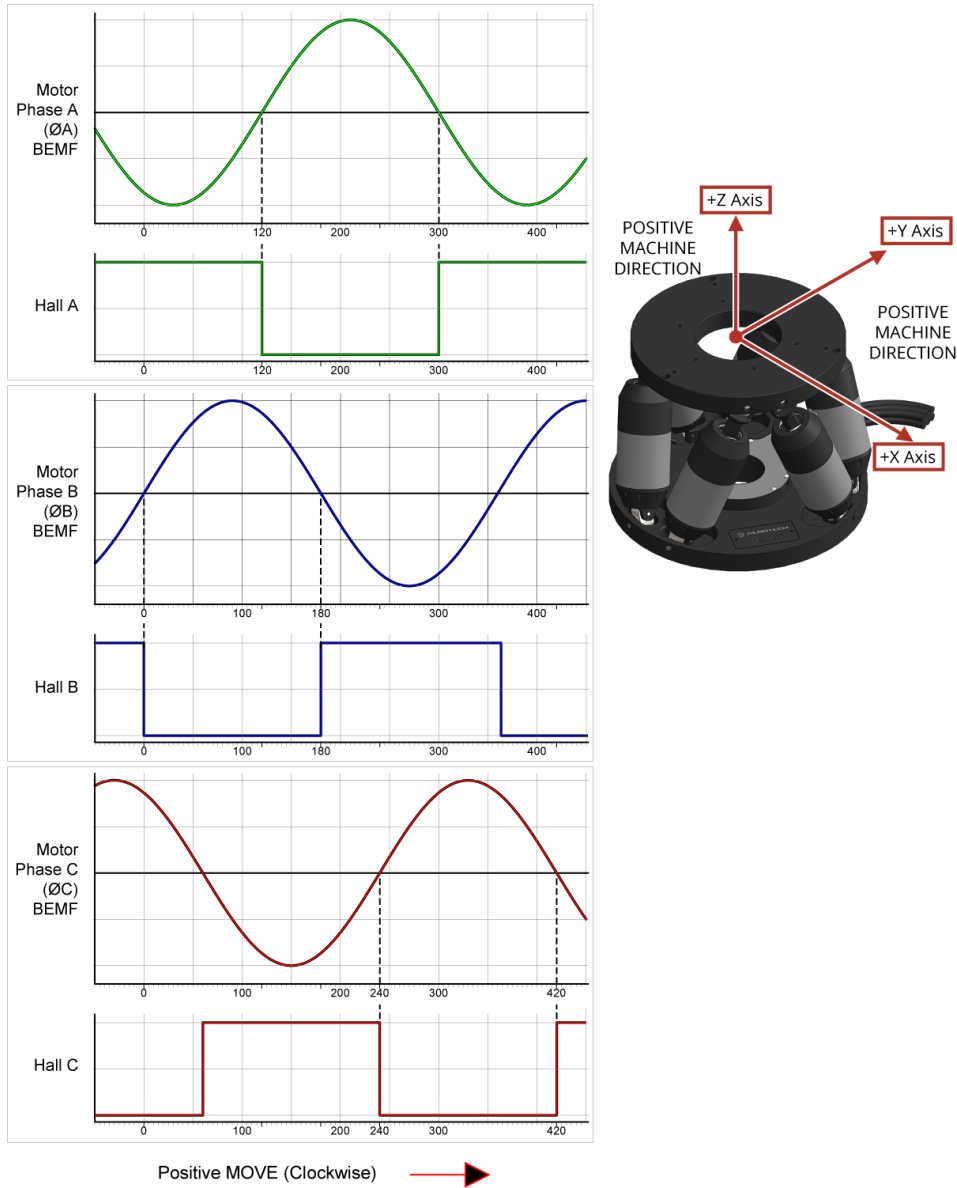 Motor
Phase A
(ØA)
BEMF
0
120
200
300
400
Hall A
0
120
200
300
400
Motor
Phase B
(ØB)
BEMF
0
100
180
300
400
Hall B
0
100
180
300
400
Motor
Phase C
(ØC)
BEMF
0
100
200
240
300
420
Hall C
0
100
200
240
300
420
Positive MOVE (Clockwise)
+Z Axis
POSITIVE
MACHINE
DIRECTION
+Y Axis
POSITIVE
MACHINE
DIRECTION
+X Axis
AEROTECH